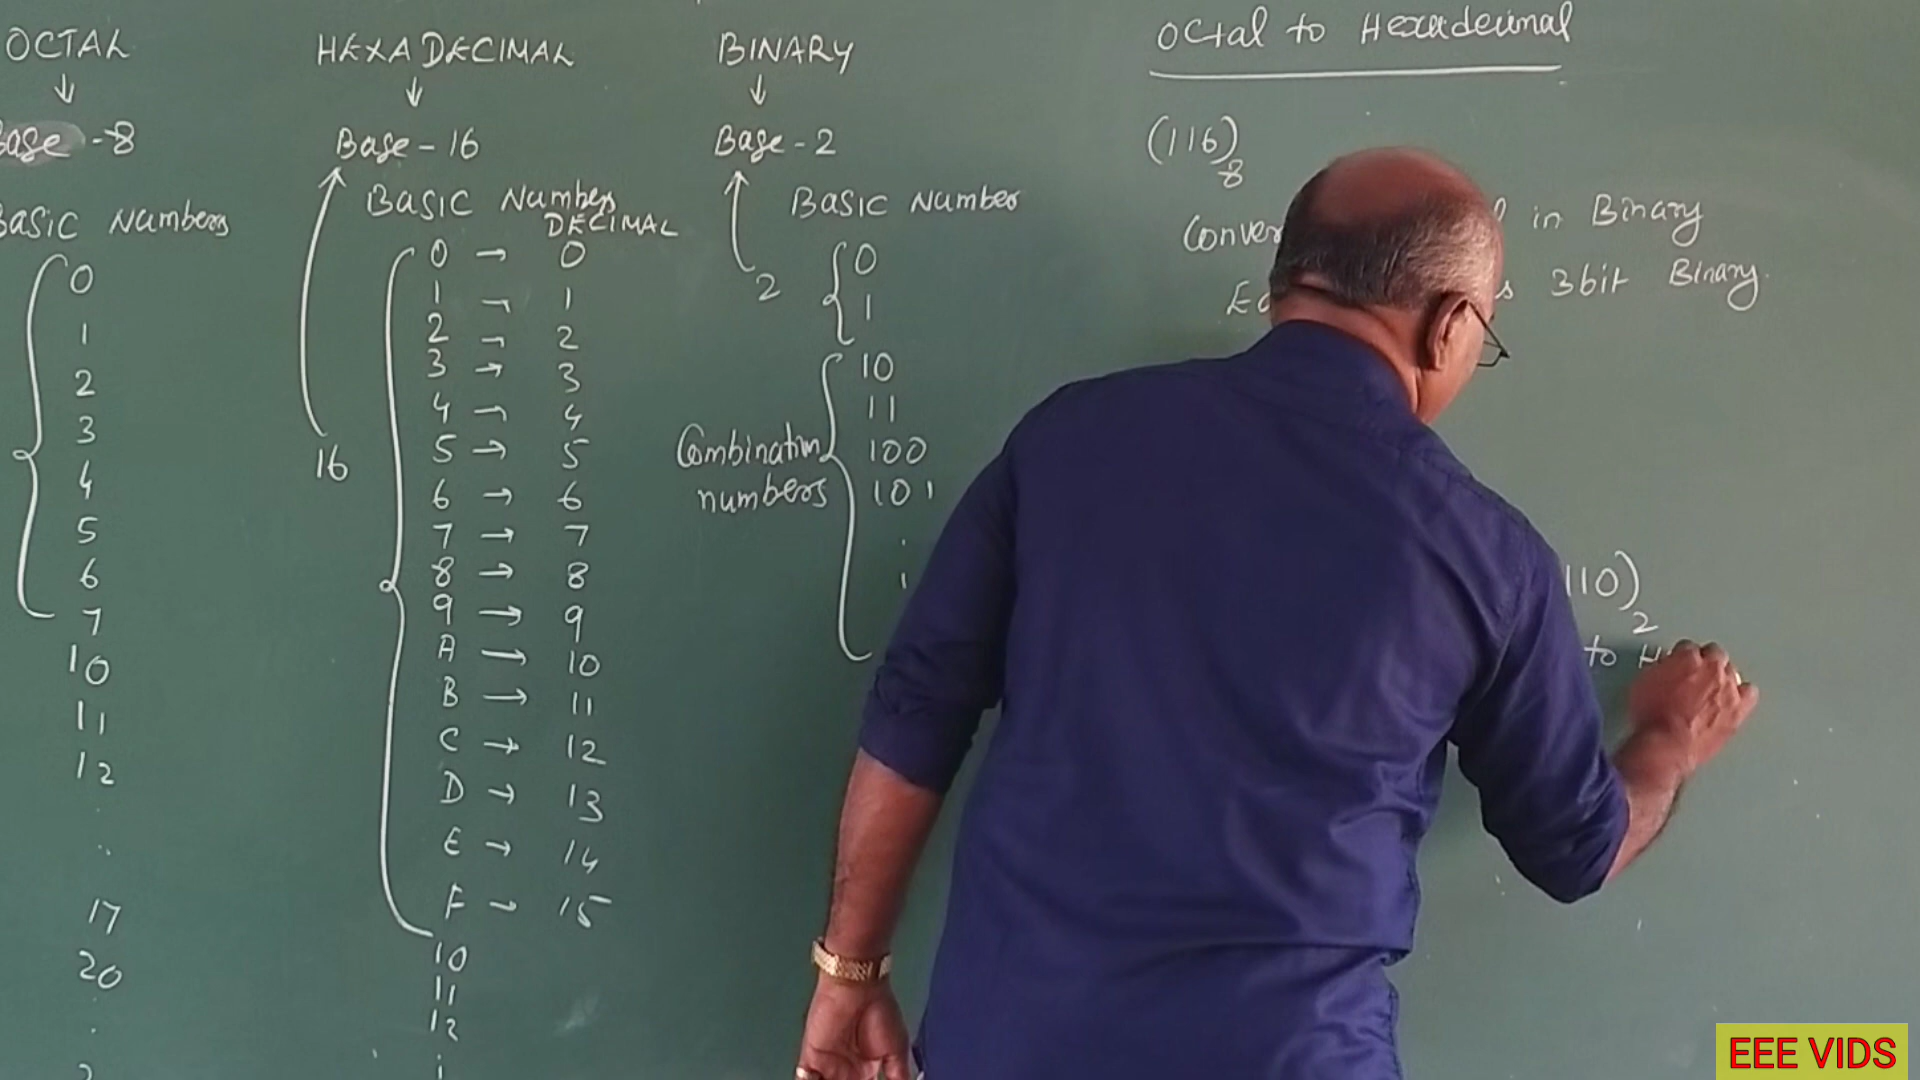 OCTAL
↓
Base -8
BASIC Numbers
0
1
2
3
4
5
6
7
10
11
12
17
20
HEXADECIMAL
↓
Base - 16
BASIC Numbers
DECIMAL
0 → 0
1 → 1
2 → 2
3 → 3
4 → 4
5 → 5
6 → 6
7 → 7
8 → 8
9 → 9
A → 10
B → 11
C → 12
D → 13
E → 14
F → 15
10
11
12
16
BINARY
↓
Base - 2
BASIC Number
2
0
1
10
11
100
101
Combination
numbers
Octal to Hexadecimal
(116)8
in Binary
3bit Binary.
110)2
to
EEE VIDS